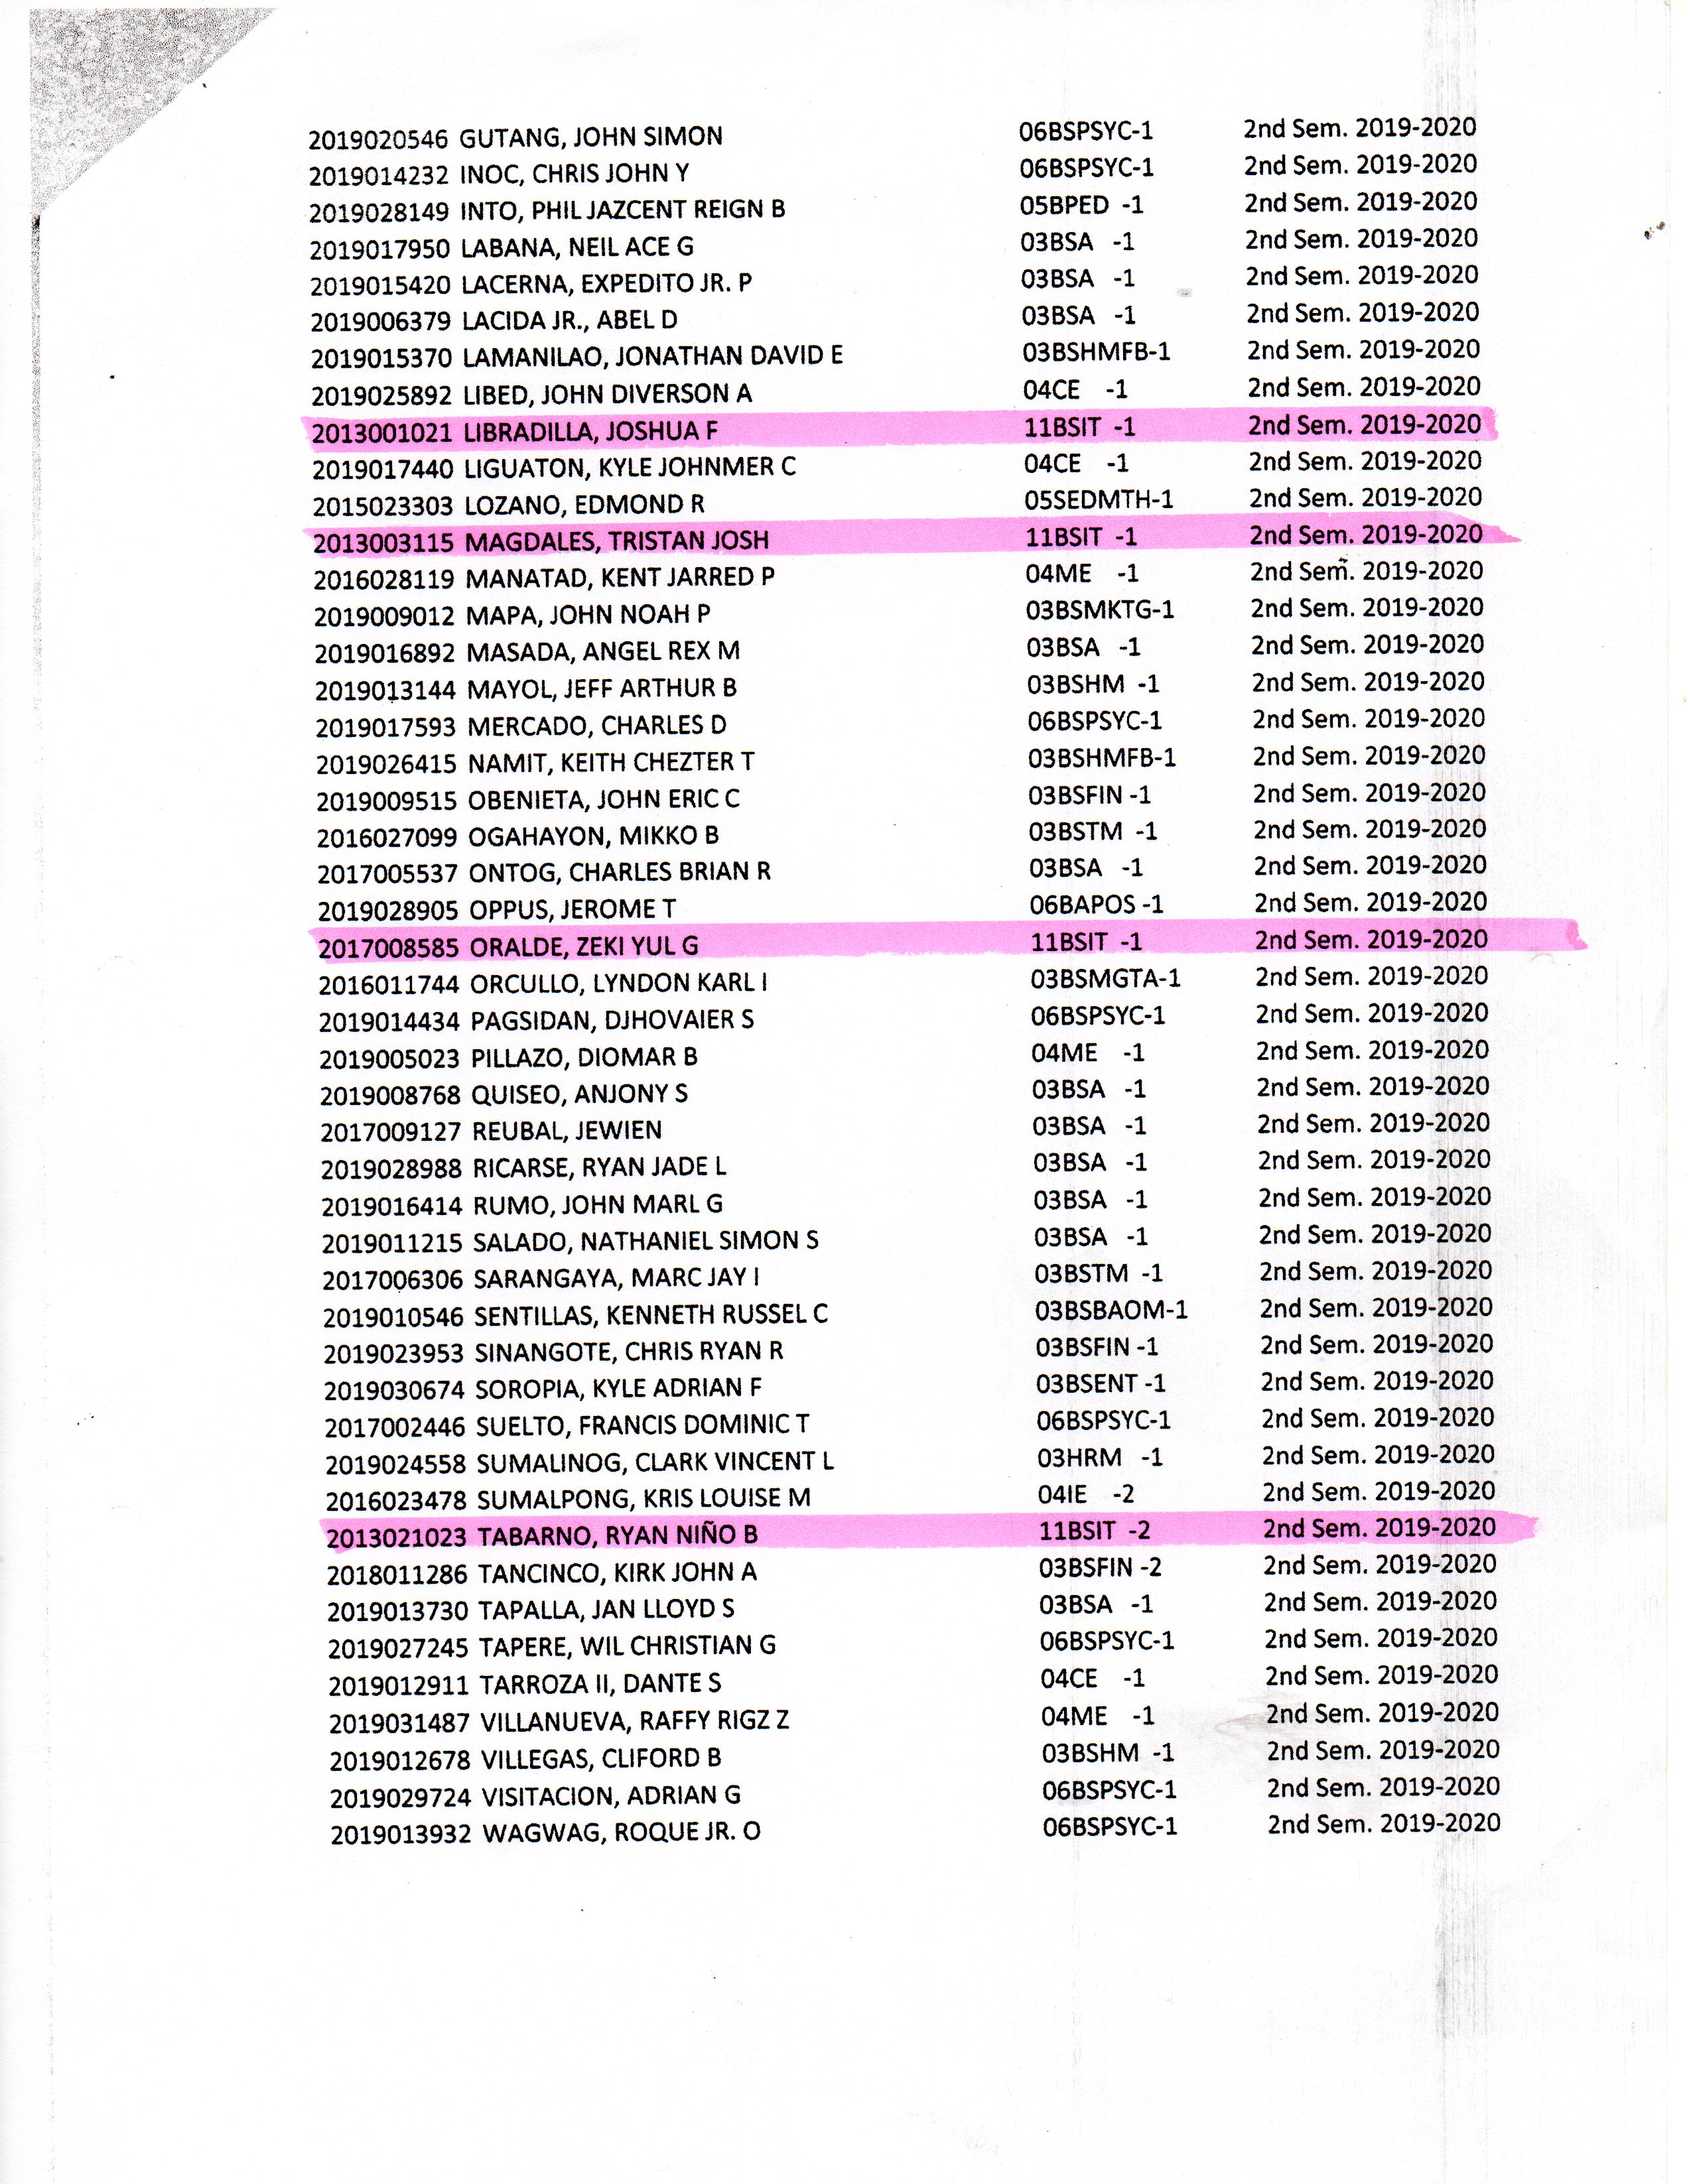 2019020546 GUTANG, JOHN SIMON 06BSPSYC-1 2nd Sem. 2019-2020
2019014232 INOC, CHRIS JOHN Y 06BSPSYC-1 2nd Sem. 2019-2020
2019028149 INTO, PHIL JAZCENT REIGN B 05BPED -1 2nd Sem. 2019-2020
2019017950 LABANA, NEIL ACE G 03BSA -1 2nd Sem. 2019-2020
2019015420 LACERNA, EXPEDITO JR. P 03BSA -1 2nd Sem. 2019-2020
2019006379 LACIDA JR., ABEL D 03BSA -1 2nd Sem. 2019-2020
2019015370 LAMANILAO, JONATHAN DAVID E 03BSHMFB-1 2nd Sem. 2019-2020
2019025892 LIBED, JOHN DIVERSON A 04CE -1 2nd Sem. 2019-2020
2013001021 LIBRADILLA, JOSHUA F 11BSIT -1 2nd Sem. 2019-2020
2019017440 LIGUATON, KYLE JOHNMER C 04CE -1 2nd Sem. 2019-2020
2015023303 LOZANO, EDMOND R 05SEDMTH-1 2nd Sem. 2019-2020
2013003115 MAGDALES, TRISTAN JOSH 11BSIT -1 2nd Sem. 2019-2020
2016028119 MANATAD, KENT JARRED P 04ME -1 2nd Sem. 2019-2020
2019009012 MAPA, JOHN NOAH P 03BSMKTG-1 2nd Sem. 2019-2020
2019016892 MASADA, ANGEL REX M 03BSA -1 2nd Sem. 2019-2020
2019013144 MAYOL, JEFF ARTHUR B 03BSHM -1 2nd Sem. 2019-2020
2019017593 MERCADO, CHARLES D 06BSPSYC-1 2nd Sem. 2019-2020
2019026415 NAMIT, KEITH CHEZTER T 03BSHMFB-1 2nd Sem. 2019-2020
2019009515 OBENIETA, JOHN ERIC C 03BSFIN -1 2nd Sem. 2019-2020
2016027099 OGAHAYON, MIKKO B 03BSTM -1 2nd Sem. 2019-2020
2017005537 ONTOG, CHARLES BRIAN R 03BSA -1 2nd Sem. 2019-2020
2019028905 OPPUS, JEROME T 06BAPOS -1 2nd Sem. 2019-2020
2017008585 ORALDE, ZEKI YUL G 11BSIT -1 2nd Sem. 2019-2020
2016011744 ORCULLO, LYNDON KARL I 03BSMGTA-1 2nd Sem. 2019-2020
2019014434 PAGSIDAN, DJHOVAIER S 06BSPSYC-1 2nd Sem. 2019-2020
2019005023 PILLAZO, DIOMAR B 04ME -1 2nd Sem. 2019-2020
2019008768 QUISEO, ANJONY S 03BSA -1 2nd Sem. 2019-2020
2017009127 REUBAL, JEWIEN 03BSA -1 2nd Sem. 2019-2020
2019028988 RICARSE, RYAN JADE L 03BSA -1 2nd Sem. 2019-2020
2019016414 RUMO, JOHN MARL G 03BSA -1 2nd Sem. 2019-2020
2019011215 SALADO, NATHANIEL SIMON S 03BSA -1 2nd Sem. 2019-2020
2017006306 SARANGAYA, MARC JAY I 03BSTM -1 2nd Sem. 2019-2020
2019010546 SENTILLAS, KENNETH RUSSEL C 03BSBAOM-1 2nd Sem. 2019-2020
2019023953 SINANGOTE, CHRIS RYAN R 03BSFIN -1 2nd Sem. 2019-2020
2019030674 SOROPIA, KYLE ADRIAN F 03BSENT -1 2nd Sem. 2019-2020
2017002446 SUELTO, FRANCIS DOMINIC T 06BSPSYC-1 2nd Sem. 2019-2020
2019024558 SUMALINOG, CLARK VINCENT L 03HRM -1 2nd Sem. 2019-2020
2016023478 SUMALPONG, KRIS LOUISE M 04IE -2 2nd Sem. 2019-2020
2013021023 TABARNO, RYAN NIÑO B 11BSIT -2 2nd Sem. 2019-2020
2018011286 TANCINCO, KIRK JOHN A 03BSFIN -2 2nd Sem. 2019-2020
2019013730 TAPALLA, JAN LLOYD S 03BSA -1 2nd Sem. 2019-2020
2019027245 TAPERE, WIL CHRISTIAN G 06BSPSYC-1 2nd Sem. 2019-2020
2019012911 TARROZA II, DANTE S 04CE -1 2nd Sem. 2019-2020
2019031487 VILLANUEVA, RAFFY RIGZ Z 04ME -1 2nd Sem. 2019-2020
2019012678 VILLEGAS, CLIFORD B 03BSHM -1 2nd Sem. 2019-2020
2019029724 VISITACION, ADRIAN G 06BSPSYC-1 2nd Sem. 2019-2020
2019013932 WAGWAG, ROQUE JR. O 06BSPSYC-1 2nd Sem. 2019-2020